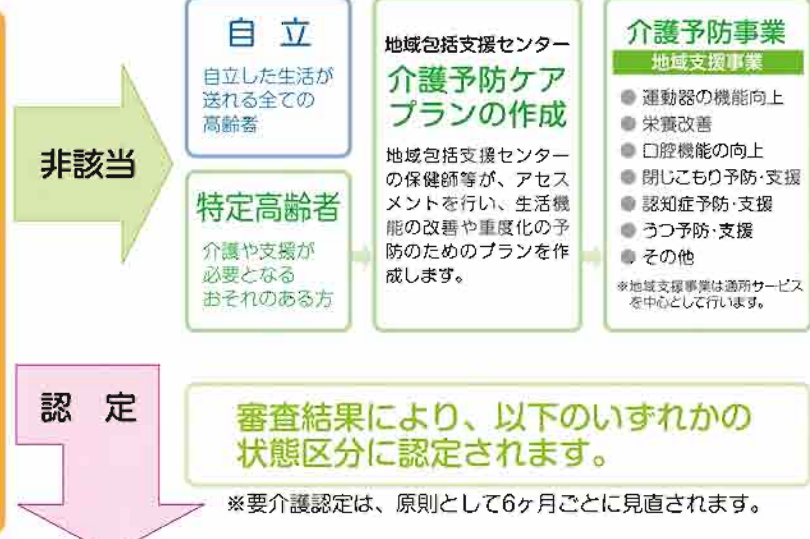 非該当
自 立
自立した生活が
送れる全ての
高齢者
特定高齢者
介護や支援が
必要となる
おそれのある方
地域包括支援センター
介護予防ケア
プランの作成
地域包括支援センター
の保健師等が、アセス
メントを行い、生活機
能の改善や重度化の予
防のためのプランを作
成します。
介護予防事業
地域支援事業
● 運動器の機能向上
● 栄養改善
● 口腔機能の向上
● 閉じこもり予防・支援
● 認知症予防・支援
● うつ予防・支援
● その他
※地域支援事業は通所サービス
を中心として行います。
認 定
審査結果により、以下のいずれかの
状態区分に認定されます。
※要介護認定は、原則として6ヶ月ごとに見直されます。